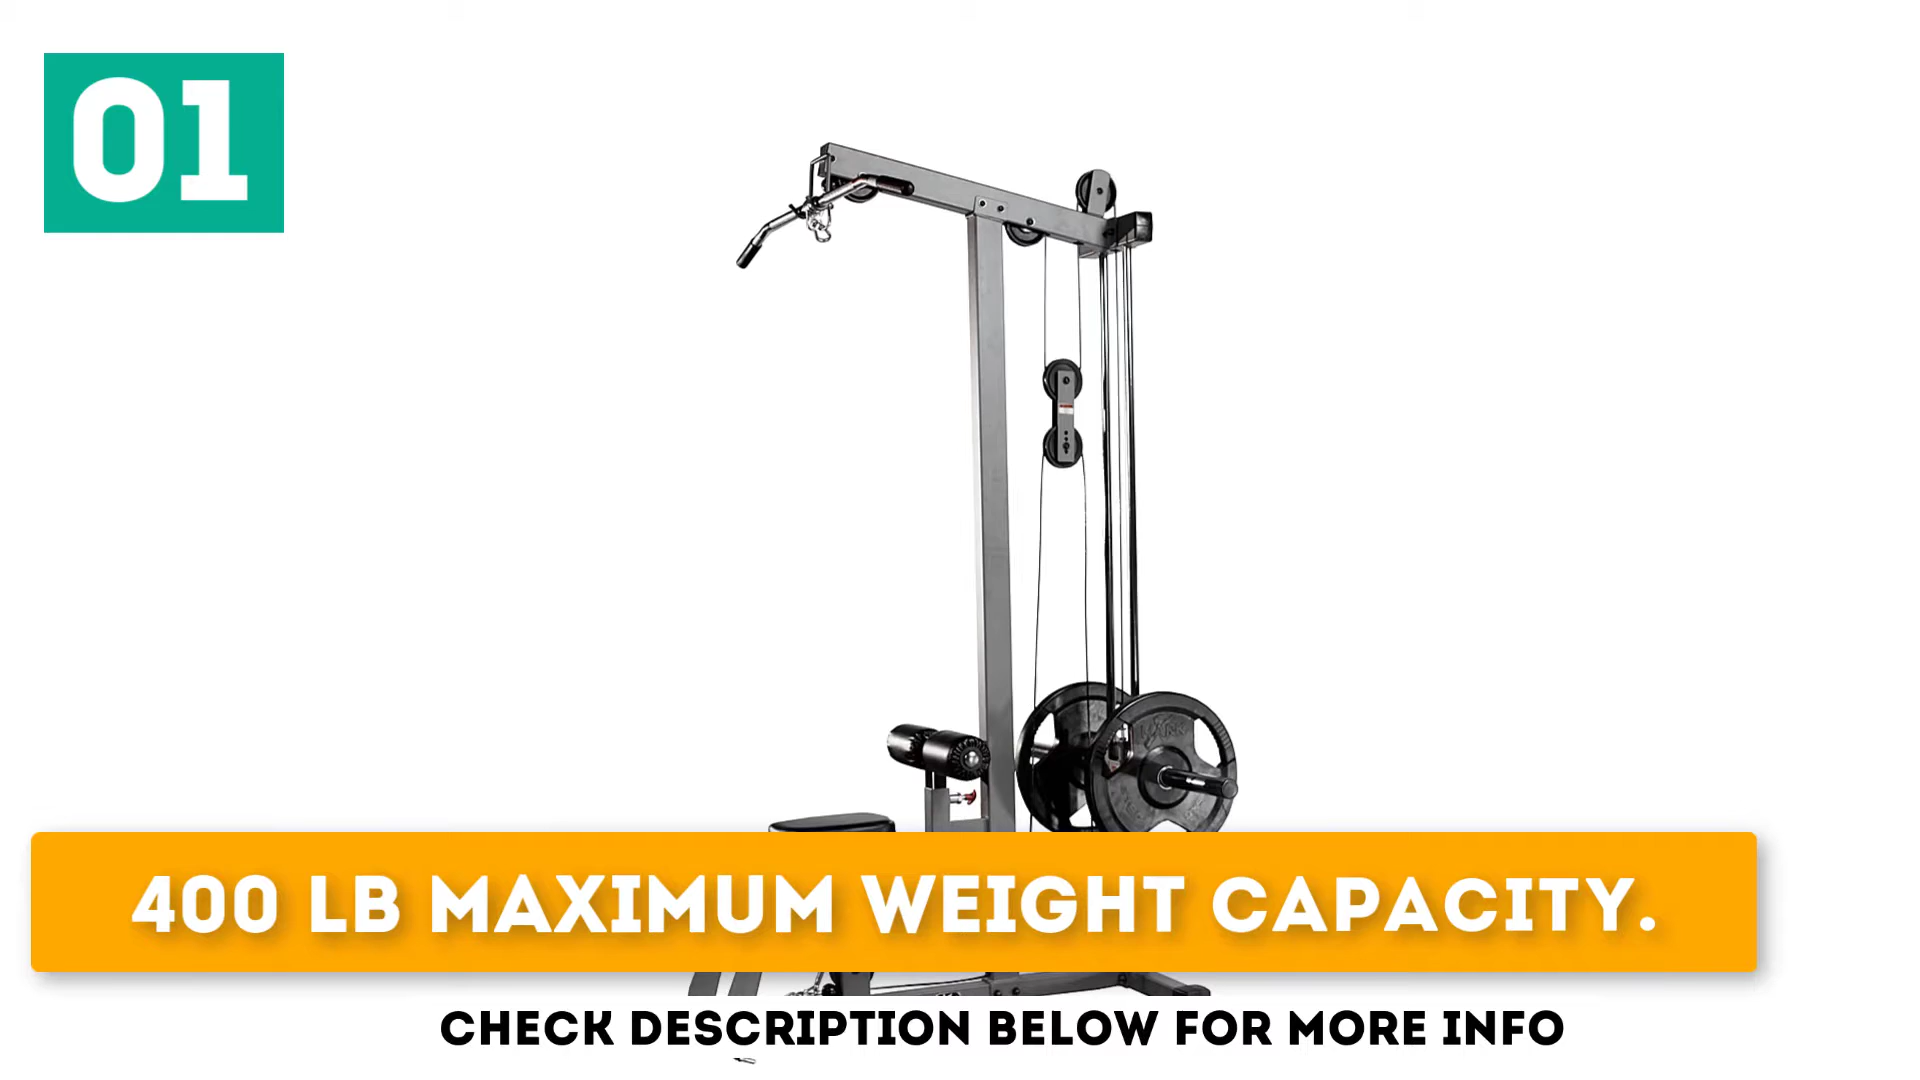 01
400 LB MAXIMUM WEIGHT CAPACITY.
CHECK DESCRIPTION BELOW FOR MORE INFO